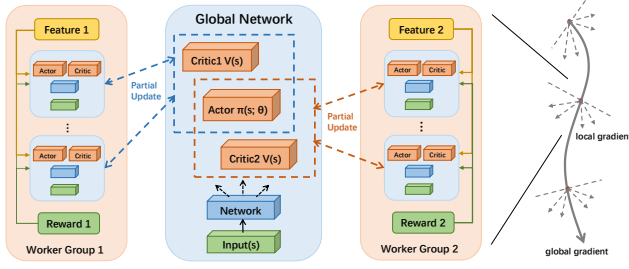 Global Network
Feature 1
Actor
Critic
Actor
Critic
Reward 1
Worker Group 1
Partial
Update
Critic1 V(s)
Actor π(s; θ)
Critic2 V(s)
Network
Input(s)
Partial
Update
Feature 2
Actor
Critic
Actor
Critic
Reward 2
Worker Group 2
local gradien
global gradient